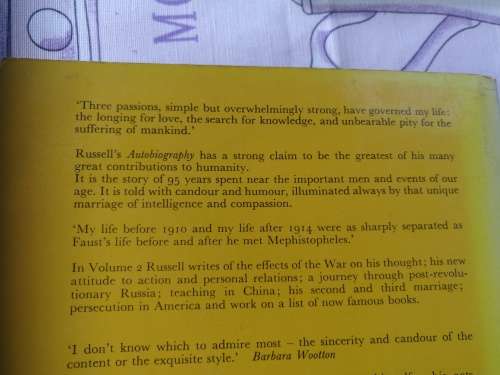 MO
'Three passions, simple but overwhelmingly strong, have governed my life:
the longing for love, the search for knowledge, and unbearable pity for the
suffering of mankind.'
Russell's Autobiography has a strong claim to be the greatest of his many
great contributions to humanity.
It is the story of 95 years spent near the important men and events of our
age. It is told with candour and humour, illuminated always by that unique
marriage of intelligence and compassion.
'My life before 1910 and my life after 1914 were as sharply separated as
Faust's life before and after he met Mephistopheles.'
In Volume 2 Russell writes of the effects of the War on his thought; his new
attitude to action and personal relations; a journey through post-revolu-
tionary Russia; teaching in China; his second and third marriage;
persecution in America and work on a list of now famous books.
'I don't know which to admire most – the sincerity and candour of the
content or the exquisite style.' Barbara Wootton